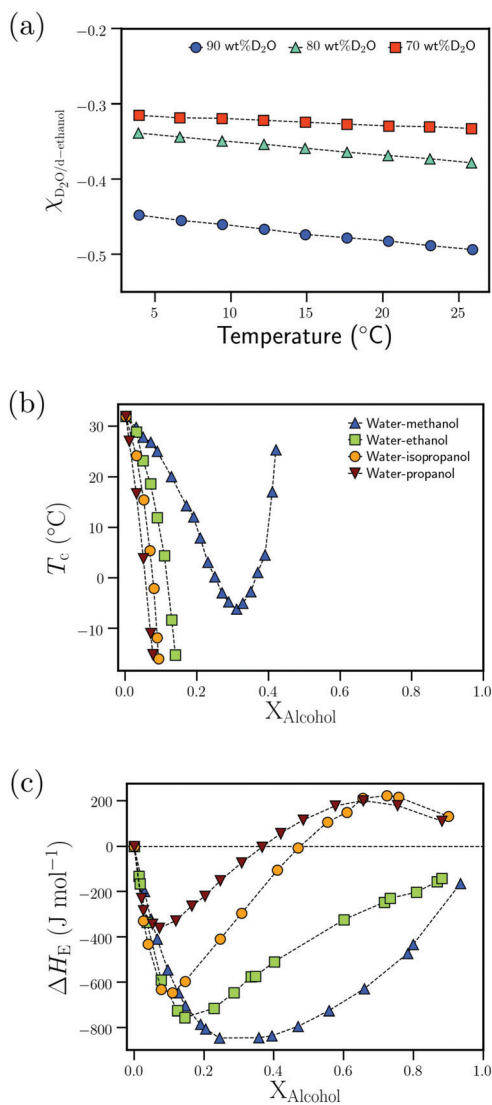 (a)
−0.2
90 wt%D₂O 80 wt%D₂O 70 wt%D₂O
−0.3
χD₂O/d−ethanol
−0.4
−0.5
5 10 15 20 25
Temperature (°C)
(b)
30
Water-methanol
Water-ethanol
20
Water-isopropanol
Water-propanol
Tc (°C)
10
0
−10
0.0 0.2 0.4 0.6 0.8 1.0
XAlcohol
(c)
200
0
ΔHE (J mol⁻¹)
−200
−400
−600
−800
0.0 0.2 0.4 0.6 0.8 1.0
XAlcohol